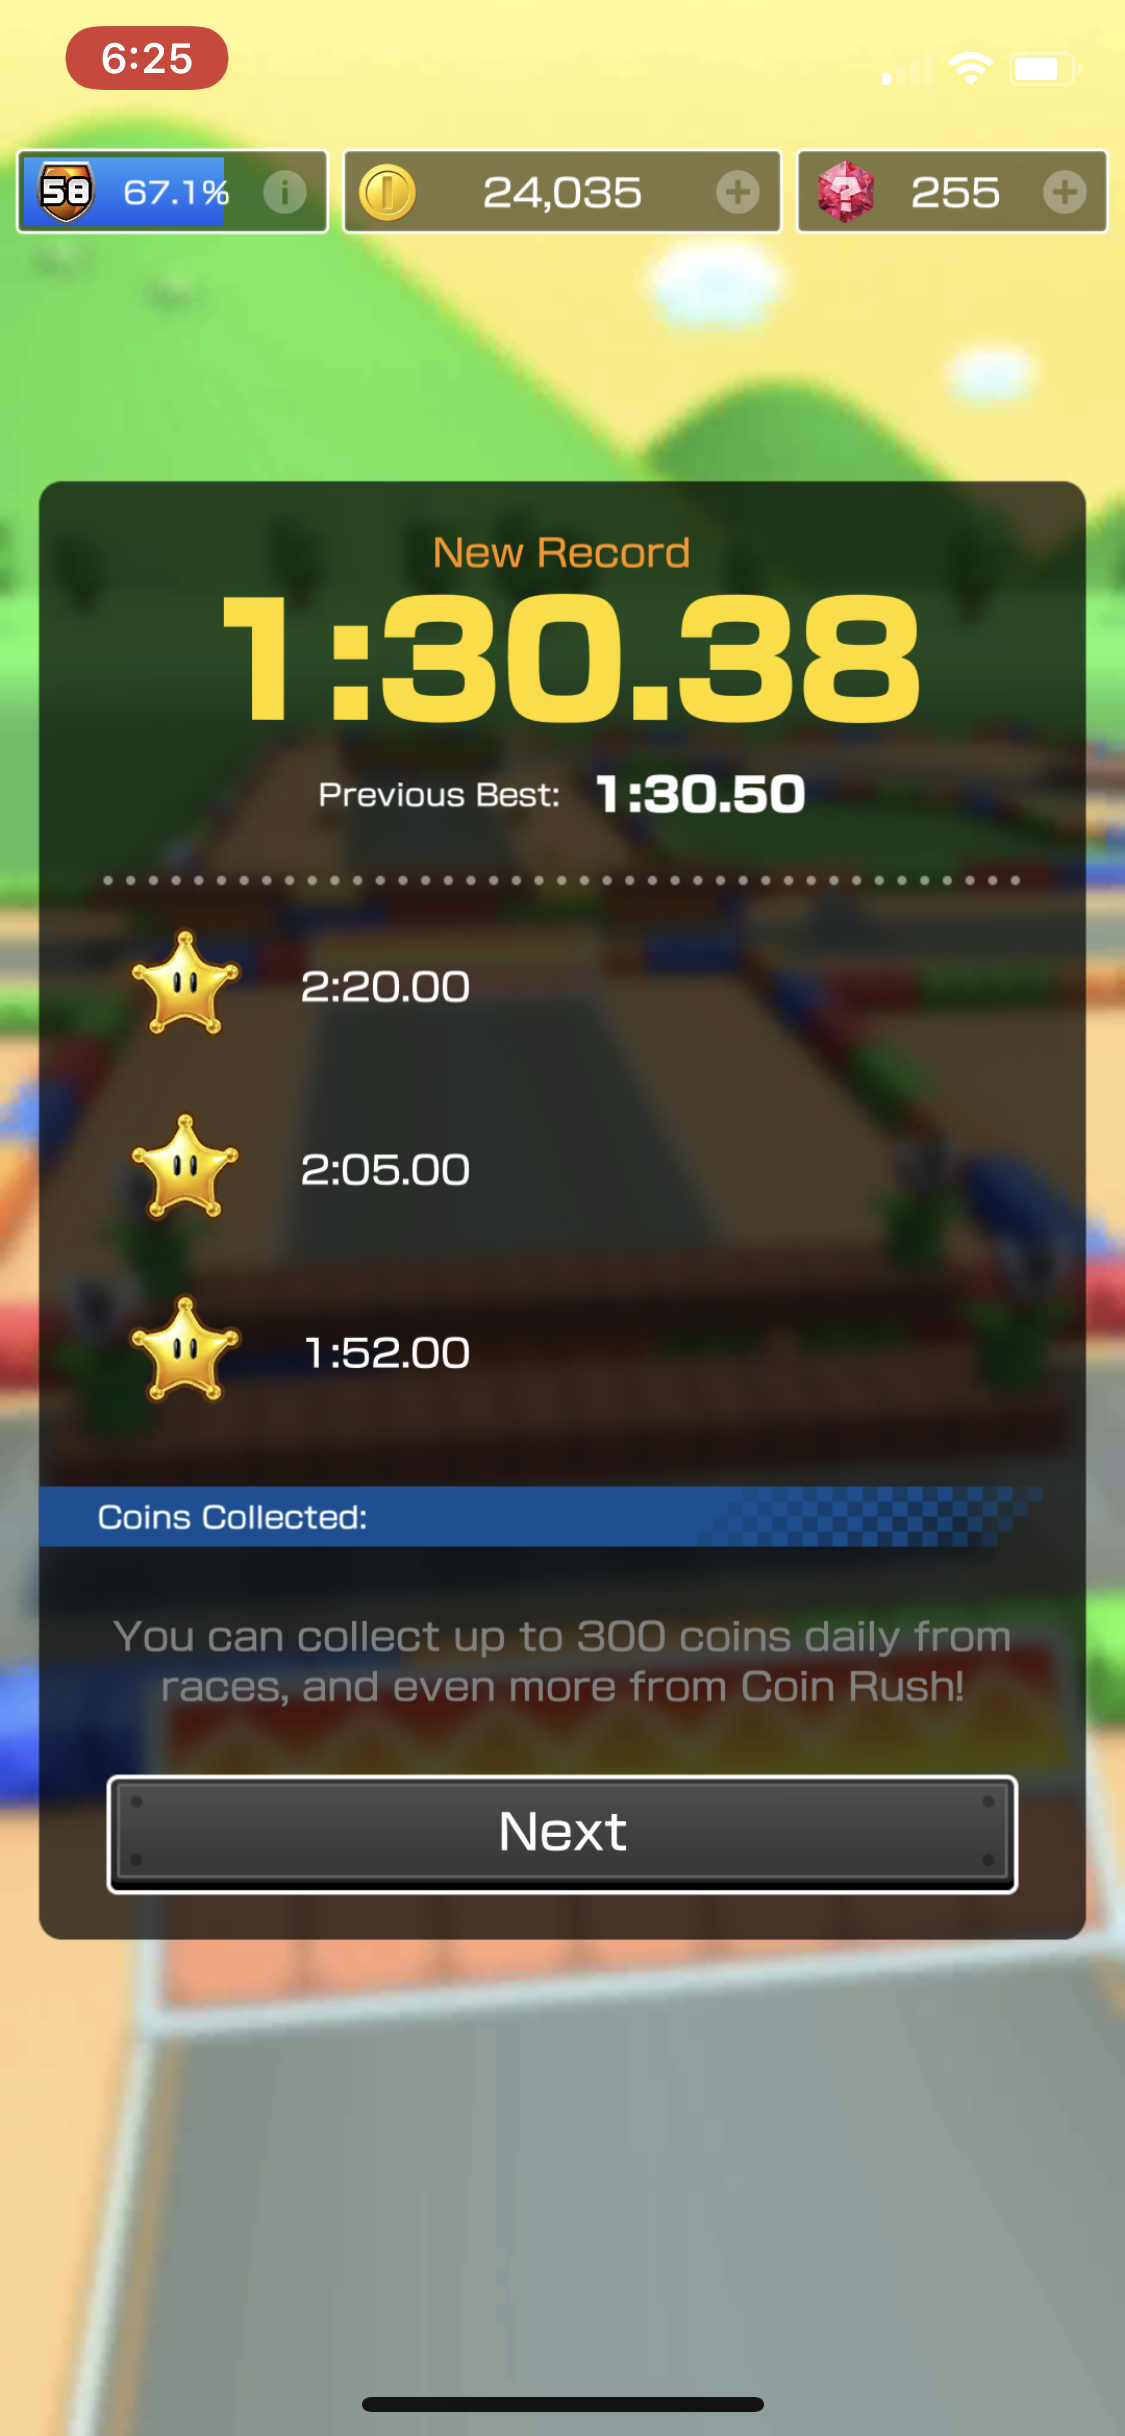 6:25
58 67.1% i 24,035 + ? 255 +
New Record
1:30.38
Previous Best: 1:30.50
2:20.00
2:05.00
1:52.00
Coins Collected:
You can collect up to 300 coins daily from
races, and even more from Coin Rush!
Next